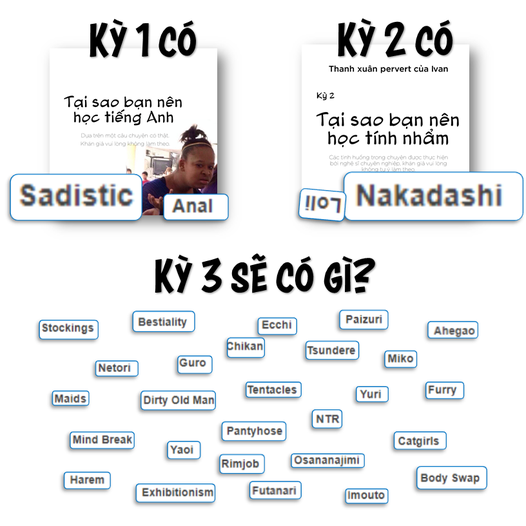 KỲ 1 CÓ
KỲ 2 CÓ
Tại sao bạn nên
học tiếng Anh
Dựa trên một câu chuyện có thật.
Khán giả vui lòng không làm theo
Sadistic
Anal
Thanh xuân pervert của Ivan
Kỳ 2
Tại sao bạn nên
học tính nhẩm
Các tình huống trong chuyện được thực hiện
bởi nghệ sĩ chuyên nghiệp, khán giả vui lòng
không tự ý làm theo
Loli
Nakadashi
KỲ 3 SẼ CÓ GÌ?
Stockings
Bestiality
Ecchi
Paizuri
Ahegao
Chikan
Tsundere
Miko
Netori
Guro
Maids
Dirty Old Man
Tentacles
Yuri
Furry
NTR
Mind Break
Yaoi
Pantyhose
Catgirls
Rimjob
Osananajimi
Harem
Exhibitionism
Futanari
Imouto
Body Swap